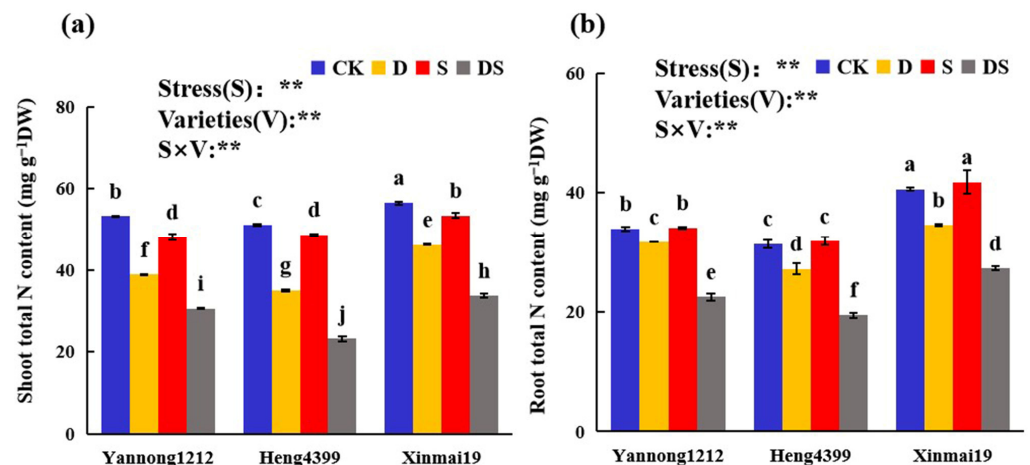 (a)
CK D S DS
Stress(S): **
Varieties(V):**
S×V:**
Shoot total N content (mg g⁻¹DW)
80
60
40
20
0
b f d i
c g d j
a e b h
Yannong1212 Heng4399 Xinmai19
(b)
CK D S DS
Stress(S): **
Varieties(V):**
S×V:**
Root total N content (mg g⁻¹DW)
60
40
20
0
b c b e
c d c f
a b a d
Yannong1212 Heng4399 Xinmai19